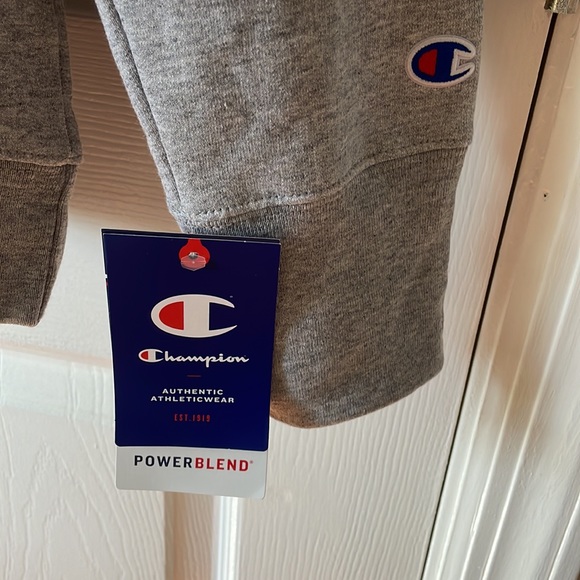 Champion
AUTHENTIC
ATHLETICWEAR
EST. 1919
POWERBLEND®